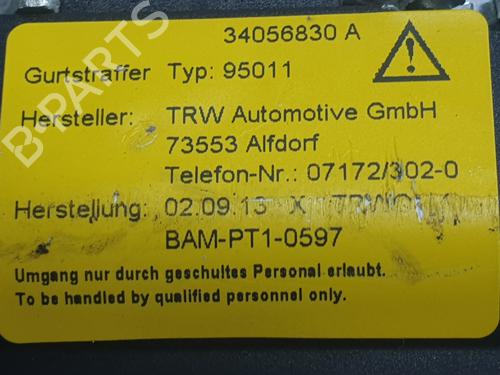 34056830 A
Gurtstraffer Typ: 95011
Hersteller: TRW Automotive GmbH
73553 Alfdorf
Telefon-Nr.: 07172/302-0
Herstellung: 02.09.13 X
BAM-PT1-0597
Umgang nur durch geschultes Personal erlaubt.
To be handled by qualified personnel only.
B-PARTS